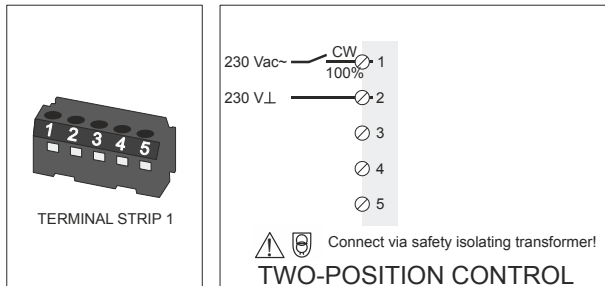 1 2 3 4 5
TERMINAL STRIP 1
230 Vac~ CW 1
100%
230 V⊥ 2
3
4
5
Connect via safety isolating transformer!
TWO-POSITION CONTROL